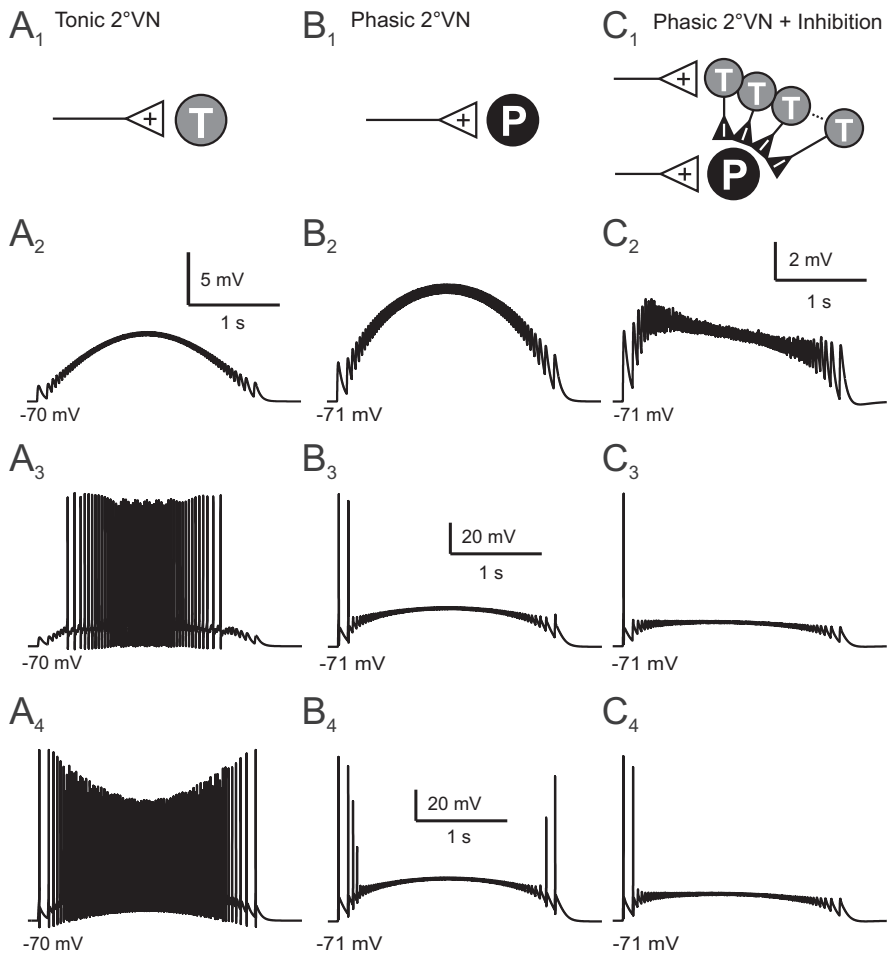 A1 Tonic 2°VN
B1 Phasic 2°VN
C1 Phasic 2°VN + Inhibition
+ T
+ P
+ T T T T
I I I I
+ P
A2
5 mV
1 s
-70 mV
B2
-71 mV
C2
2 mV
1 s
-71 mV
A3
-70 mV
B3
20 mV
1 s
-71 mV
C3
-71 mV
A4
-70 mV
B4
20 mV
1 s
-71 mV
C4
-71 mV